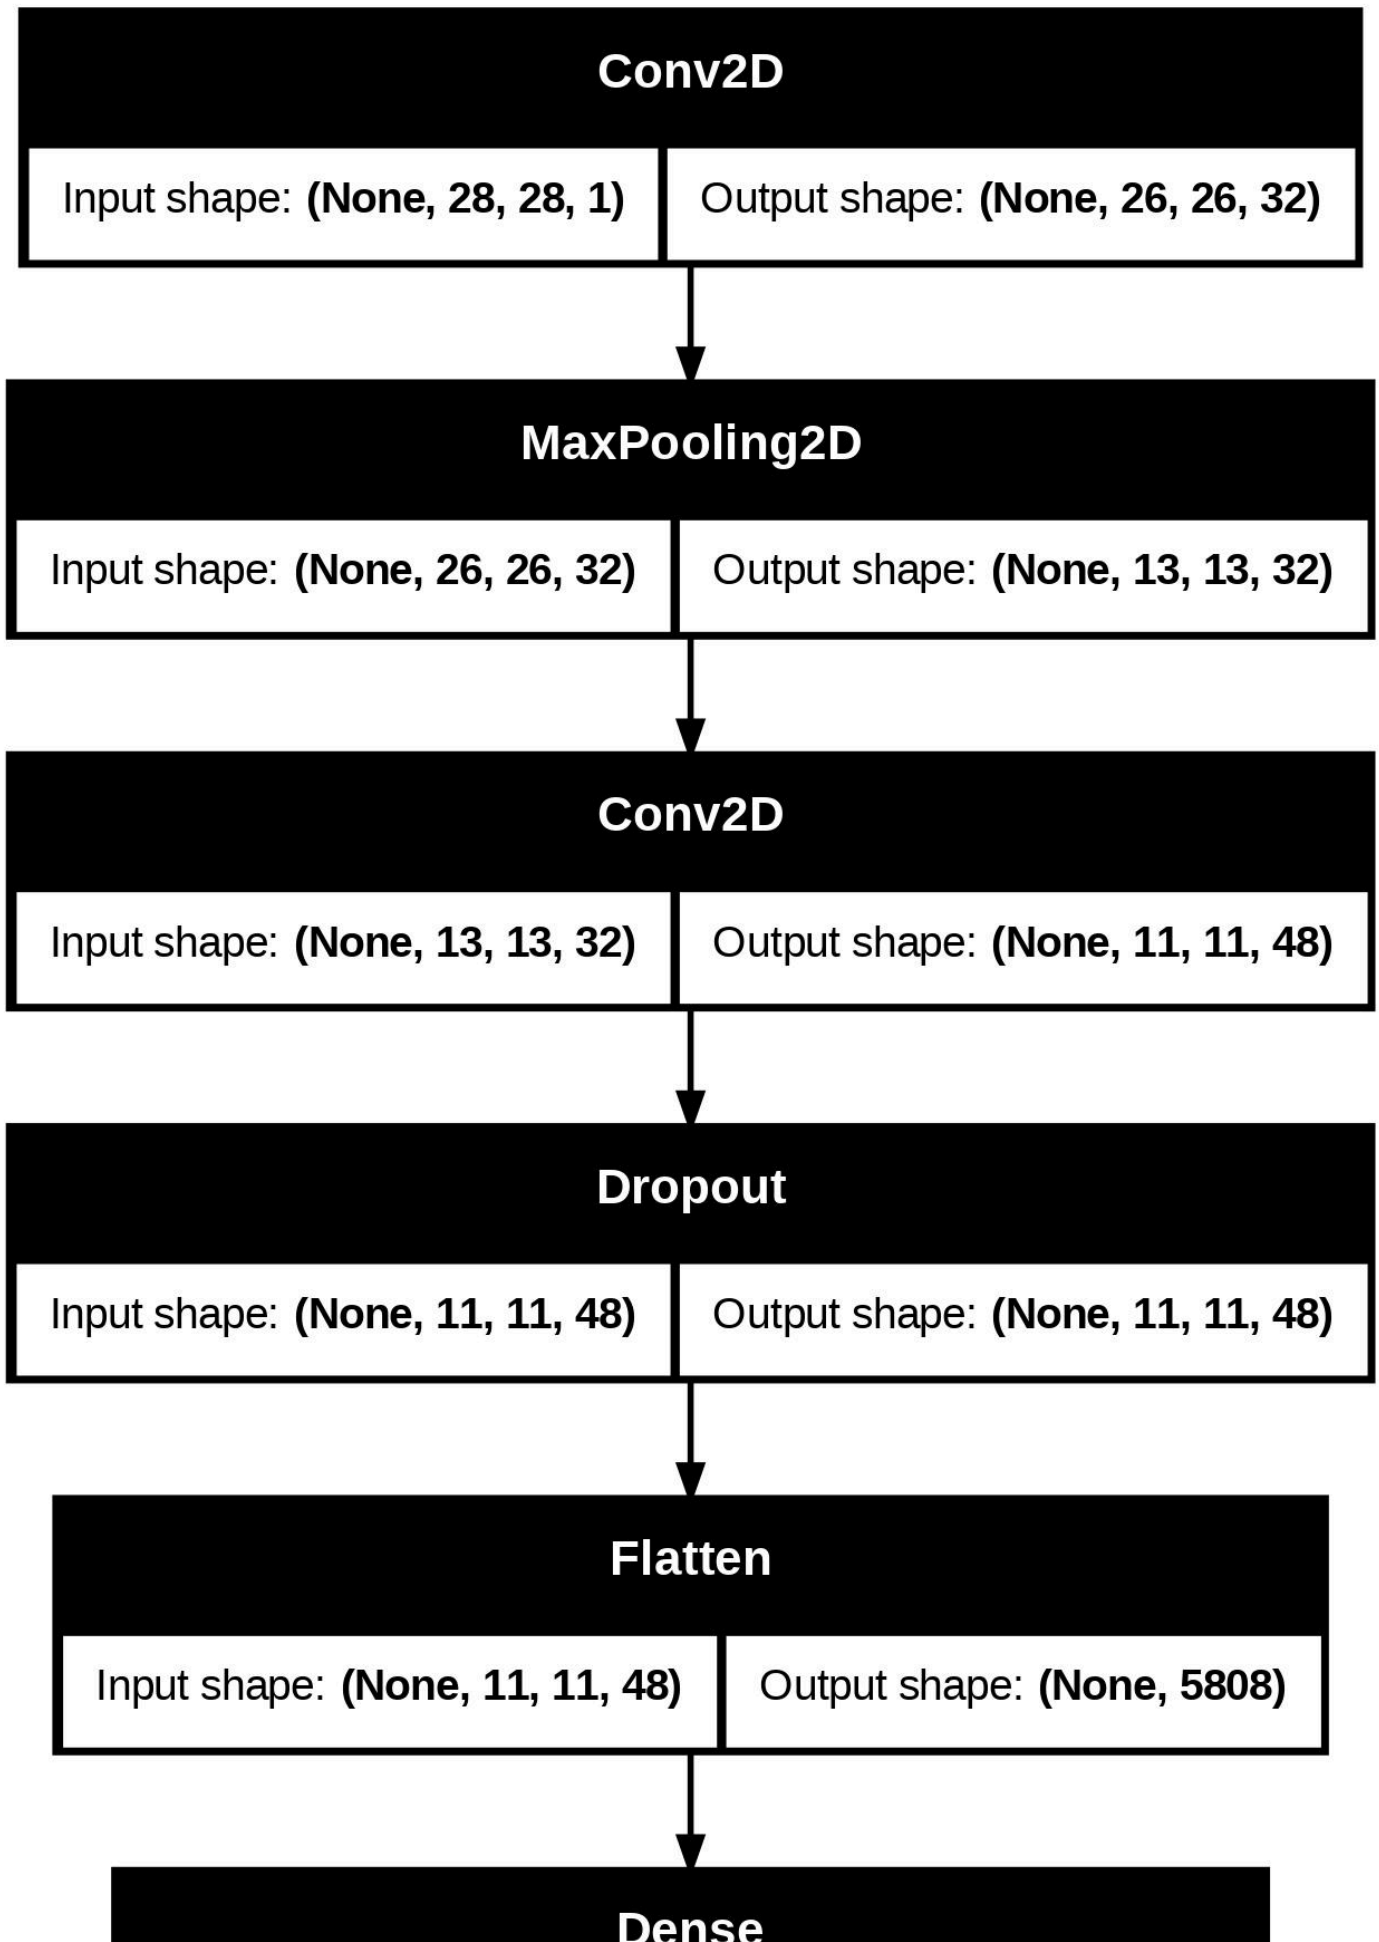 Conv2D
Input shape: (None, 28, 28, 1) Output shape: (None, 26, 26, 32)
MaxPooling2D
Input shape: (None, 26, 26, 32) Output shape: (None, 13, 13, 32)
Conv2D
Input shape: (None, 13, 13, 32) Output shape: (None, 11, 11, 48)
Dropout
Input shape: (None, 11, 11, 48) Output shape: (None, 11, 11, 48)
Flatten
Input shape: (None, 11, 11, 48) Output shape: (None, 5808)
Dense